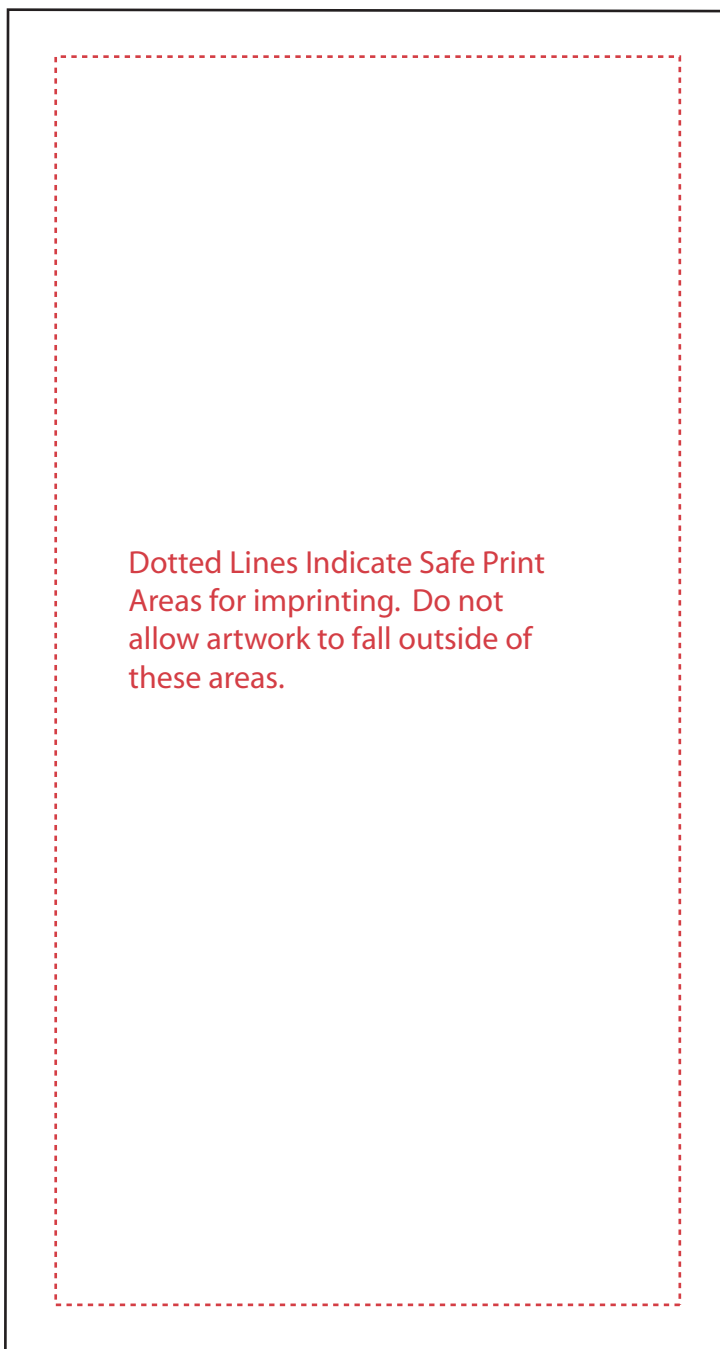 Dotted Lines Indicate Safe Print
Areas for imprinting.  Do not
allow artwork to fall outside of
these areas.